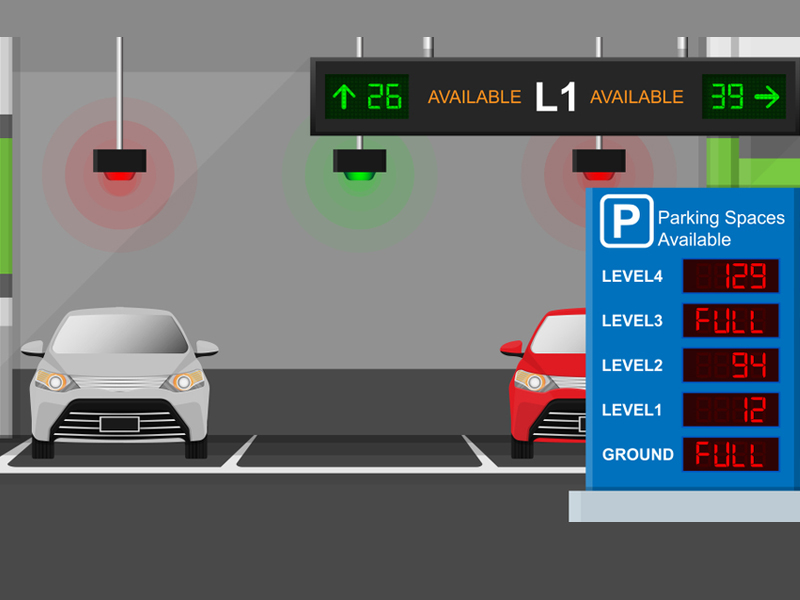 ↑ 26 AVAILABLE L1 AVAILABLE 39 →
P Parking Spaces
Available
LEVEL4 129
LEVEL3 FULL
LEVEL2 94
LEVEL1 12
GROUND FULL